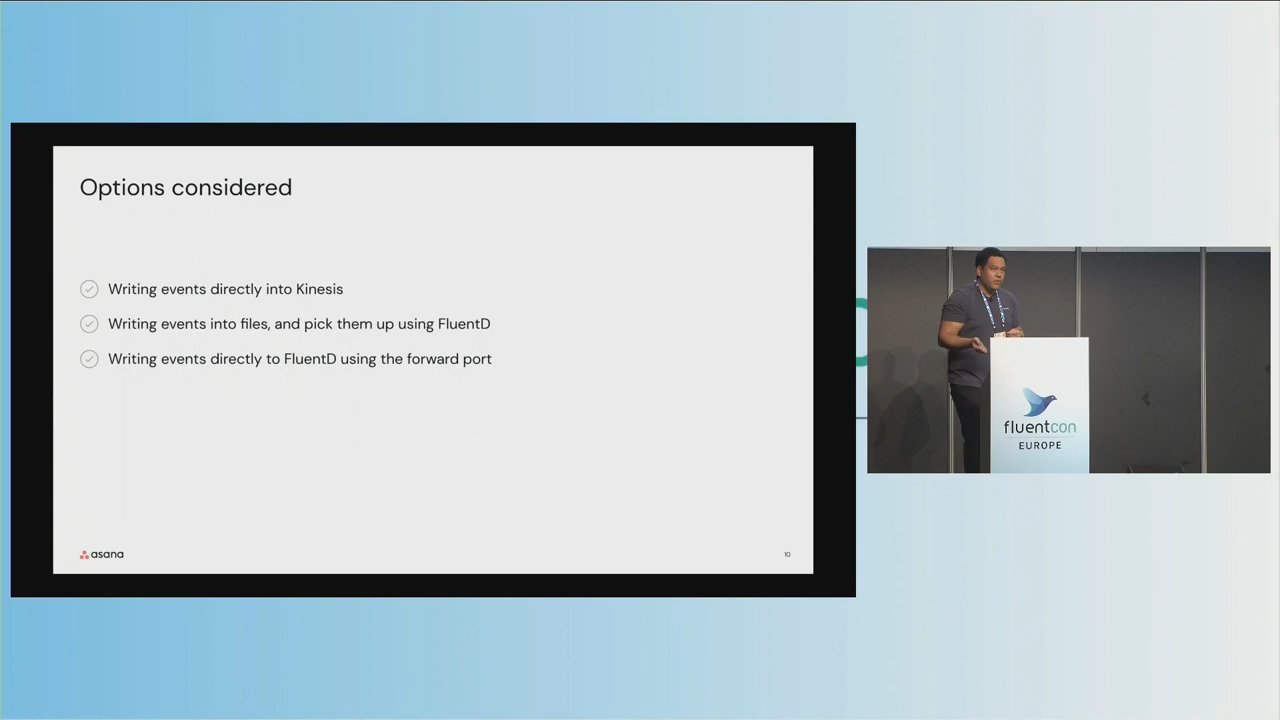 Options considered
Writing events directly into Kinesis
Writing events into files, and pick them up using FluentD
Writing events directly to FluentD using the forward port
asana
10
fluentcon
EUROPE